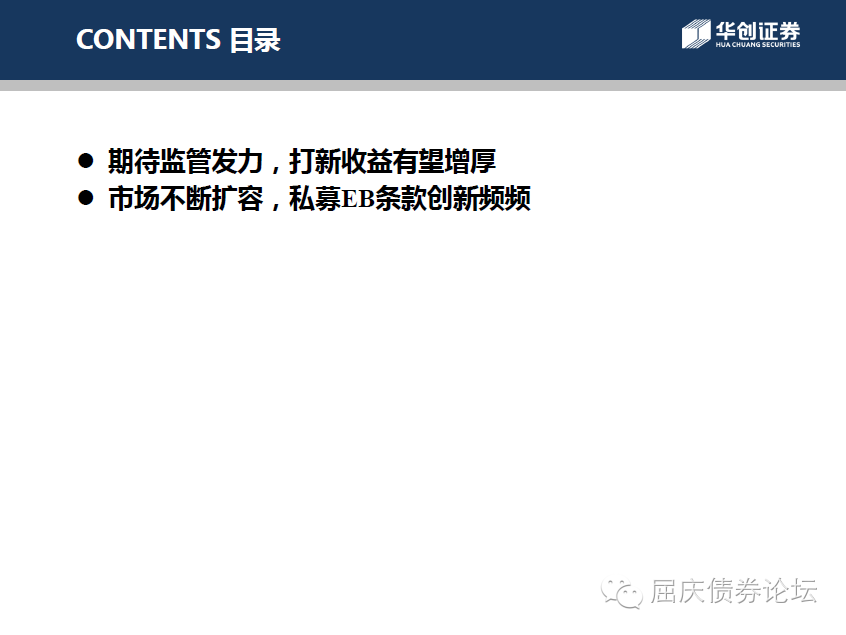 CONTENTS 目录
华创证券
HUA CHUANG SECURITIES
● 期待监管发力，打新收益有望增厚
● 市场不断扩容，私募EB条款创新频频
屈庆债券论坛